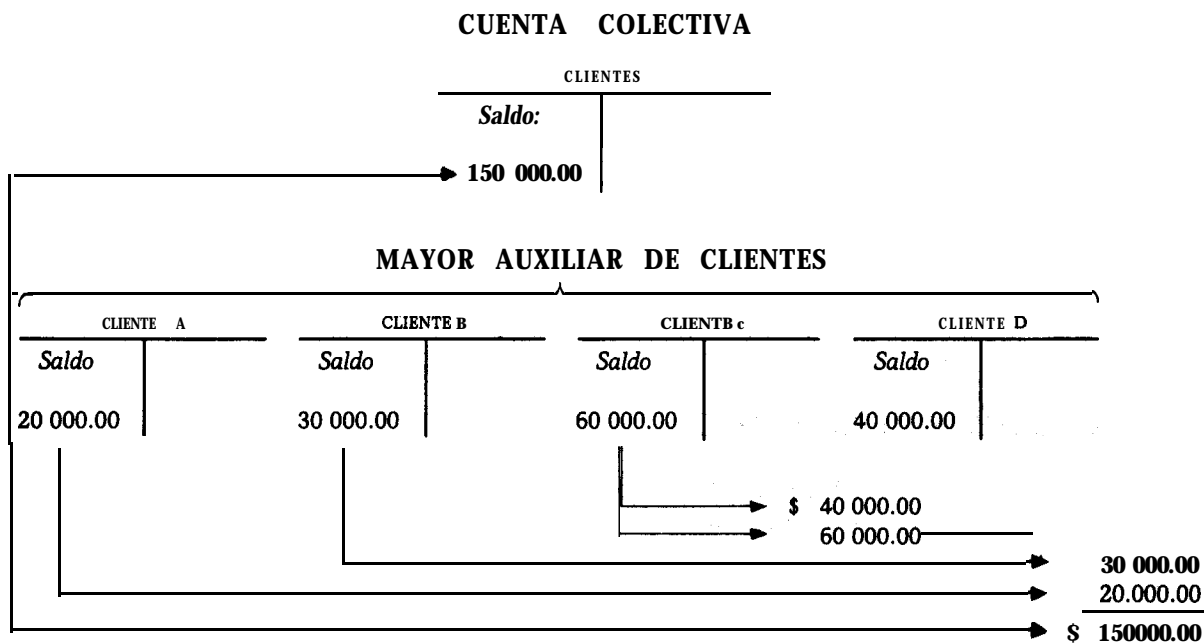 CUENTA COLECTIVA
CLIENTES
Saldo:
150 000.00
MAYOR AUXILIAR DE CLIENTES
CLIENTE A CLIENTE B CLIENTB c CLIENTE D
Saldo Saldo Saldo Saldo
20 000.00 30 000.00 60 000.00 40 000.00
$ 40 000.00
60 000.00
30 000.00
20.000.00
$ 150000.00